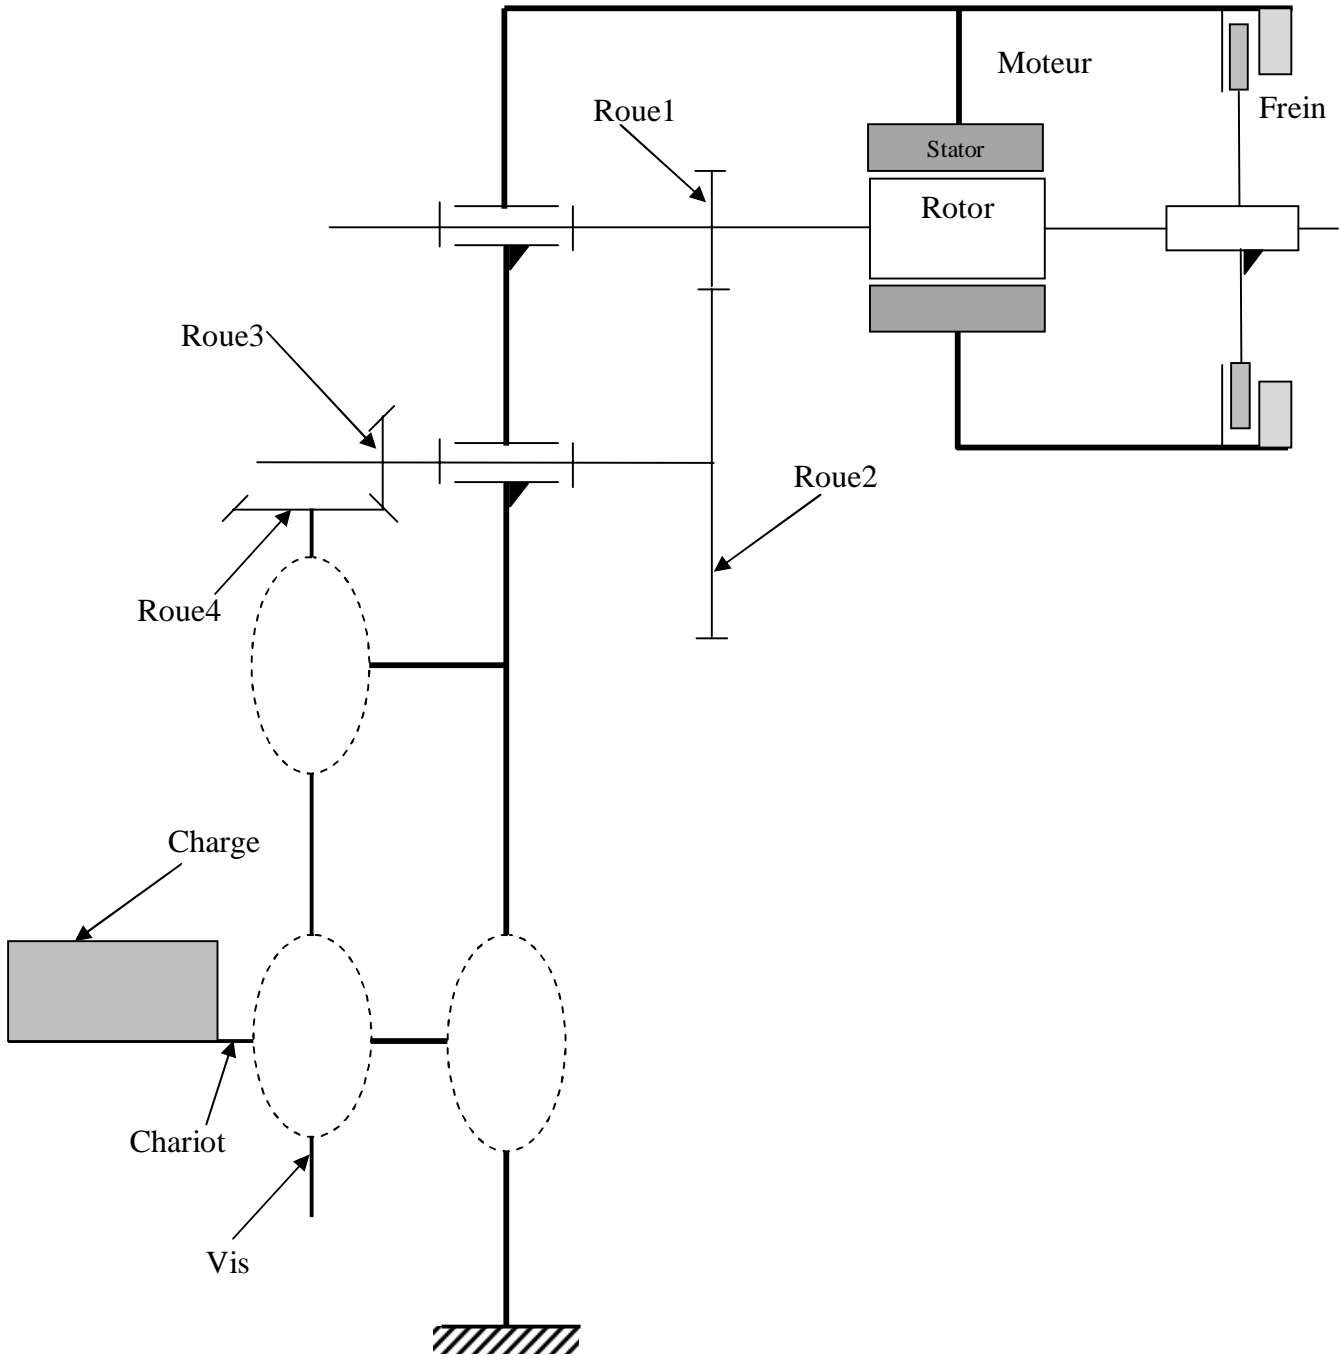 Moteur
Roue1
Frein
Stator
Rotor
Roue3
Roue2
Roue4
Charge
Chariot
Vis